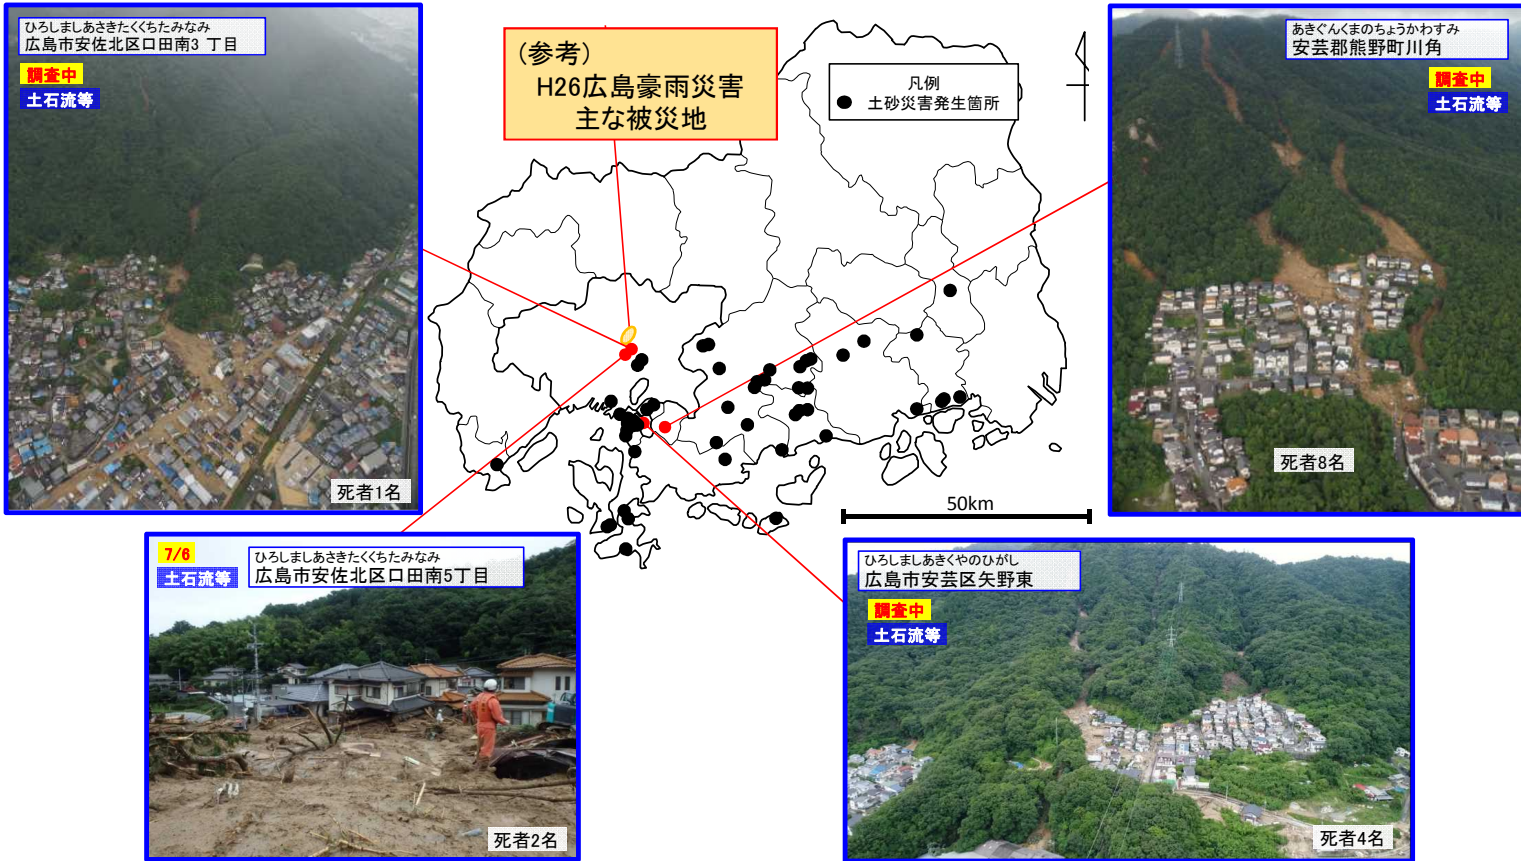 ひろしましあさきたくくちたみなみ
広島市安佐北区口田南3 丁目
調査中
土石流等
死者1名
(参考)
H26広島豪雨災害
主な被災地
凡例
● 土砂災害発生箇所
あきぐんくまのちょうかわすみ
安芸郡熊野町川角
調査中
土石流等
死者8名
50km
7/6
土石流等
ひろしましあさきたくくちたみなみ
広島市安佐北区口田南5丁目
死者2名
ひろしましあきくやのひがし
広島市安芸区矢野東
調査中
土石流等
死者4名